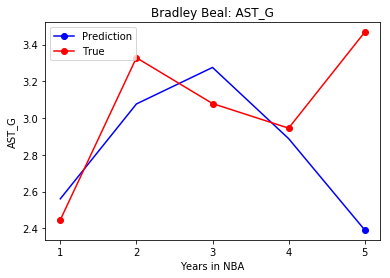 Bradley Beal: AST_G
Prediction
True
AST_G
3.4
3.2
3.0
2.8
2.6
2.4
1 2 3 4 5
Years in NBA